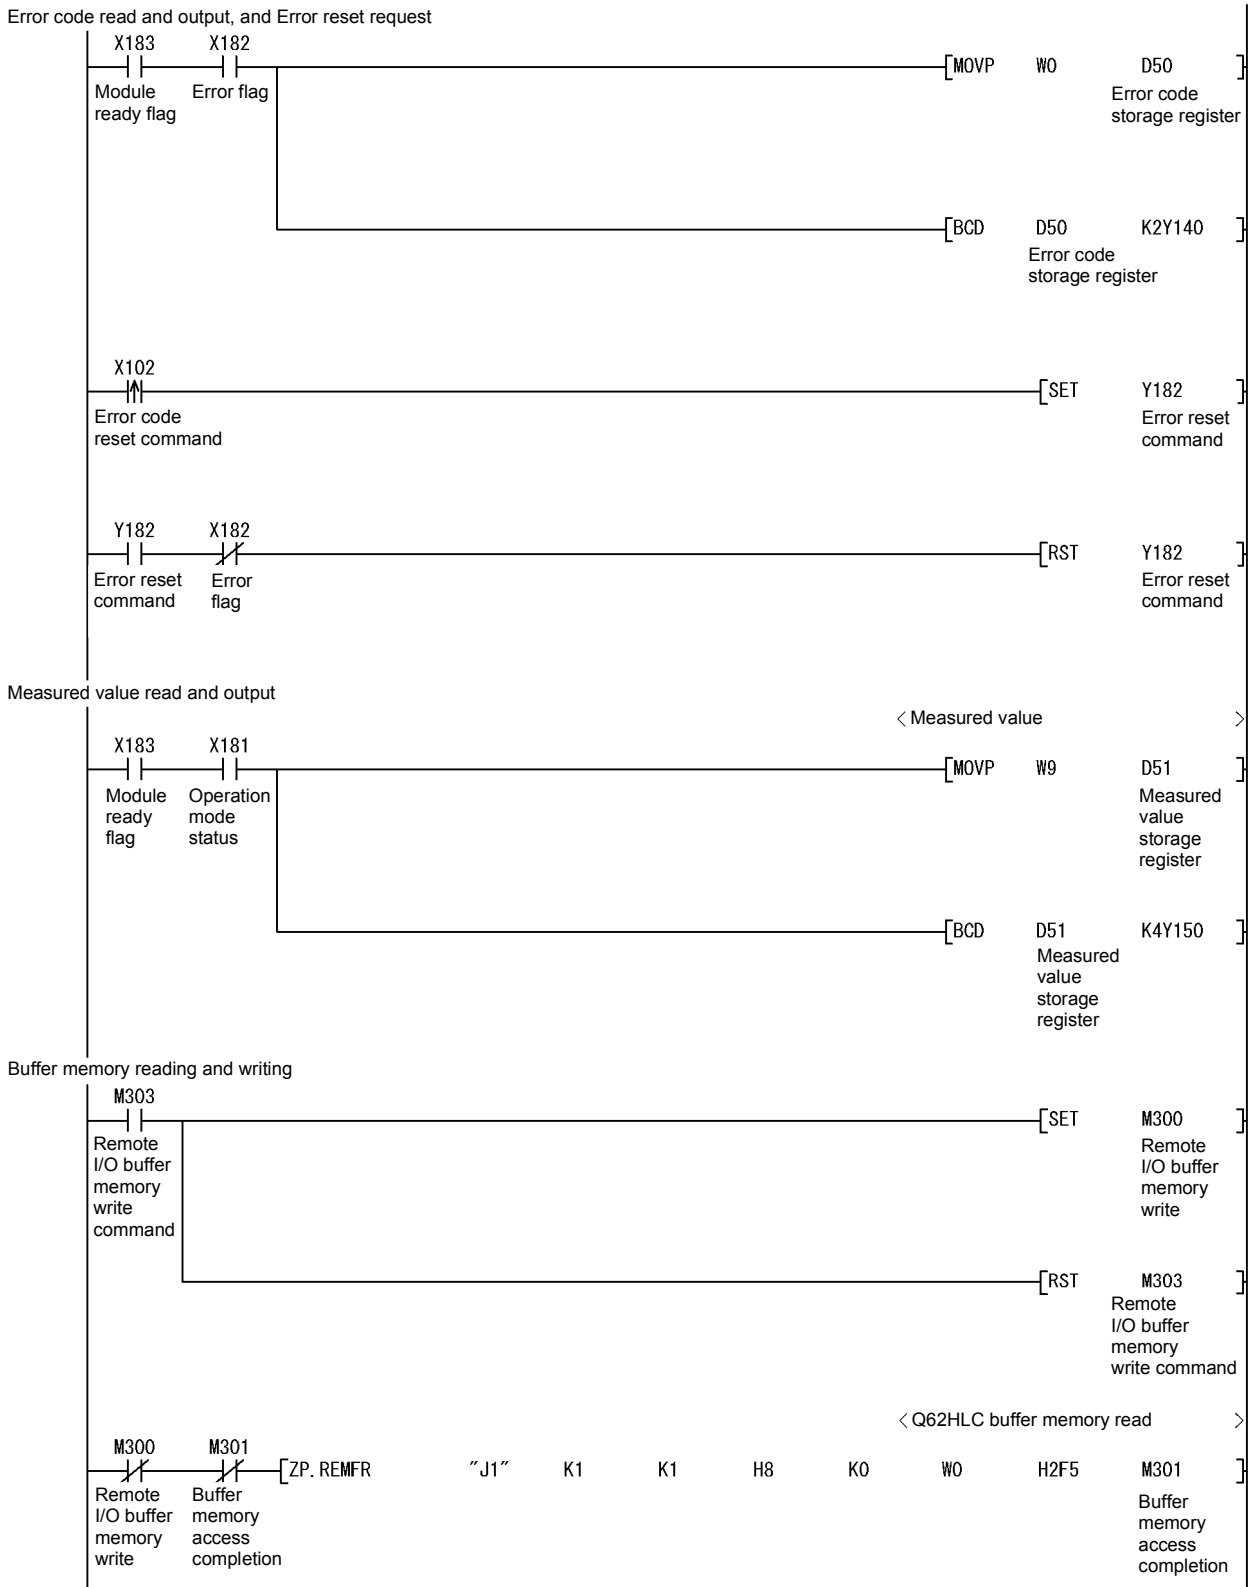 Error code read and output, and Error reset request
X183 X182
[MOVP W0 D50]
Module ready flag
Error flag
Error code storage register
[BCD D50 K2Y140]
Error code storage register
X102
[SET Y182]
Error code reset command
Error reset command
Y182 X182
[RST Y182]
Error reset command
Error flag
Error reset command
Measured value read and output
< Measured value >
X183 X181
[MOVP W9 D51]
Module ready flag
Operation mode status
Measured value storage register
[BCD D51 K4Y150]
Measured value storage register
Buffer memory reading and writing
M303
[SET M300]
Remote I/O buffer memory write command
Remote I/O buffer memory write
[RST M303]
Remote I/O buffer memory write command
< Q62HLC buffer memory read >
M300 M301
[ZP.REMFR "J1" K1 K1 H8 K0 W0 H2F5 M301]
Remote I/O buffer memory write
Buffer memory access completion
Buffer memory access completion